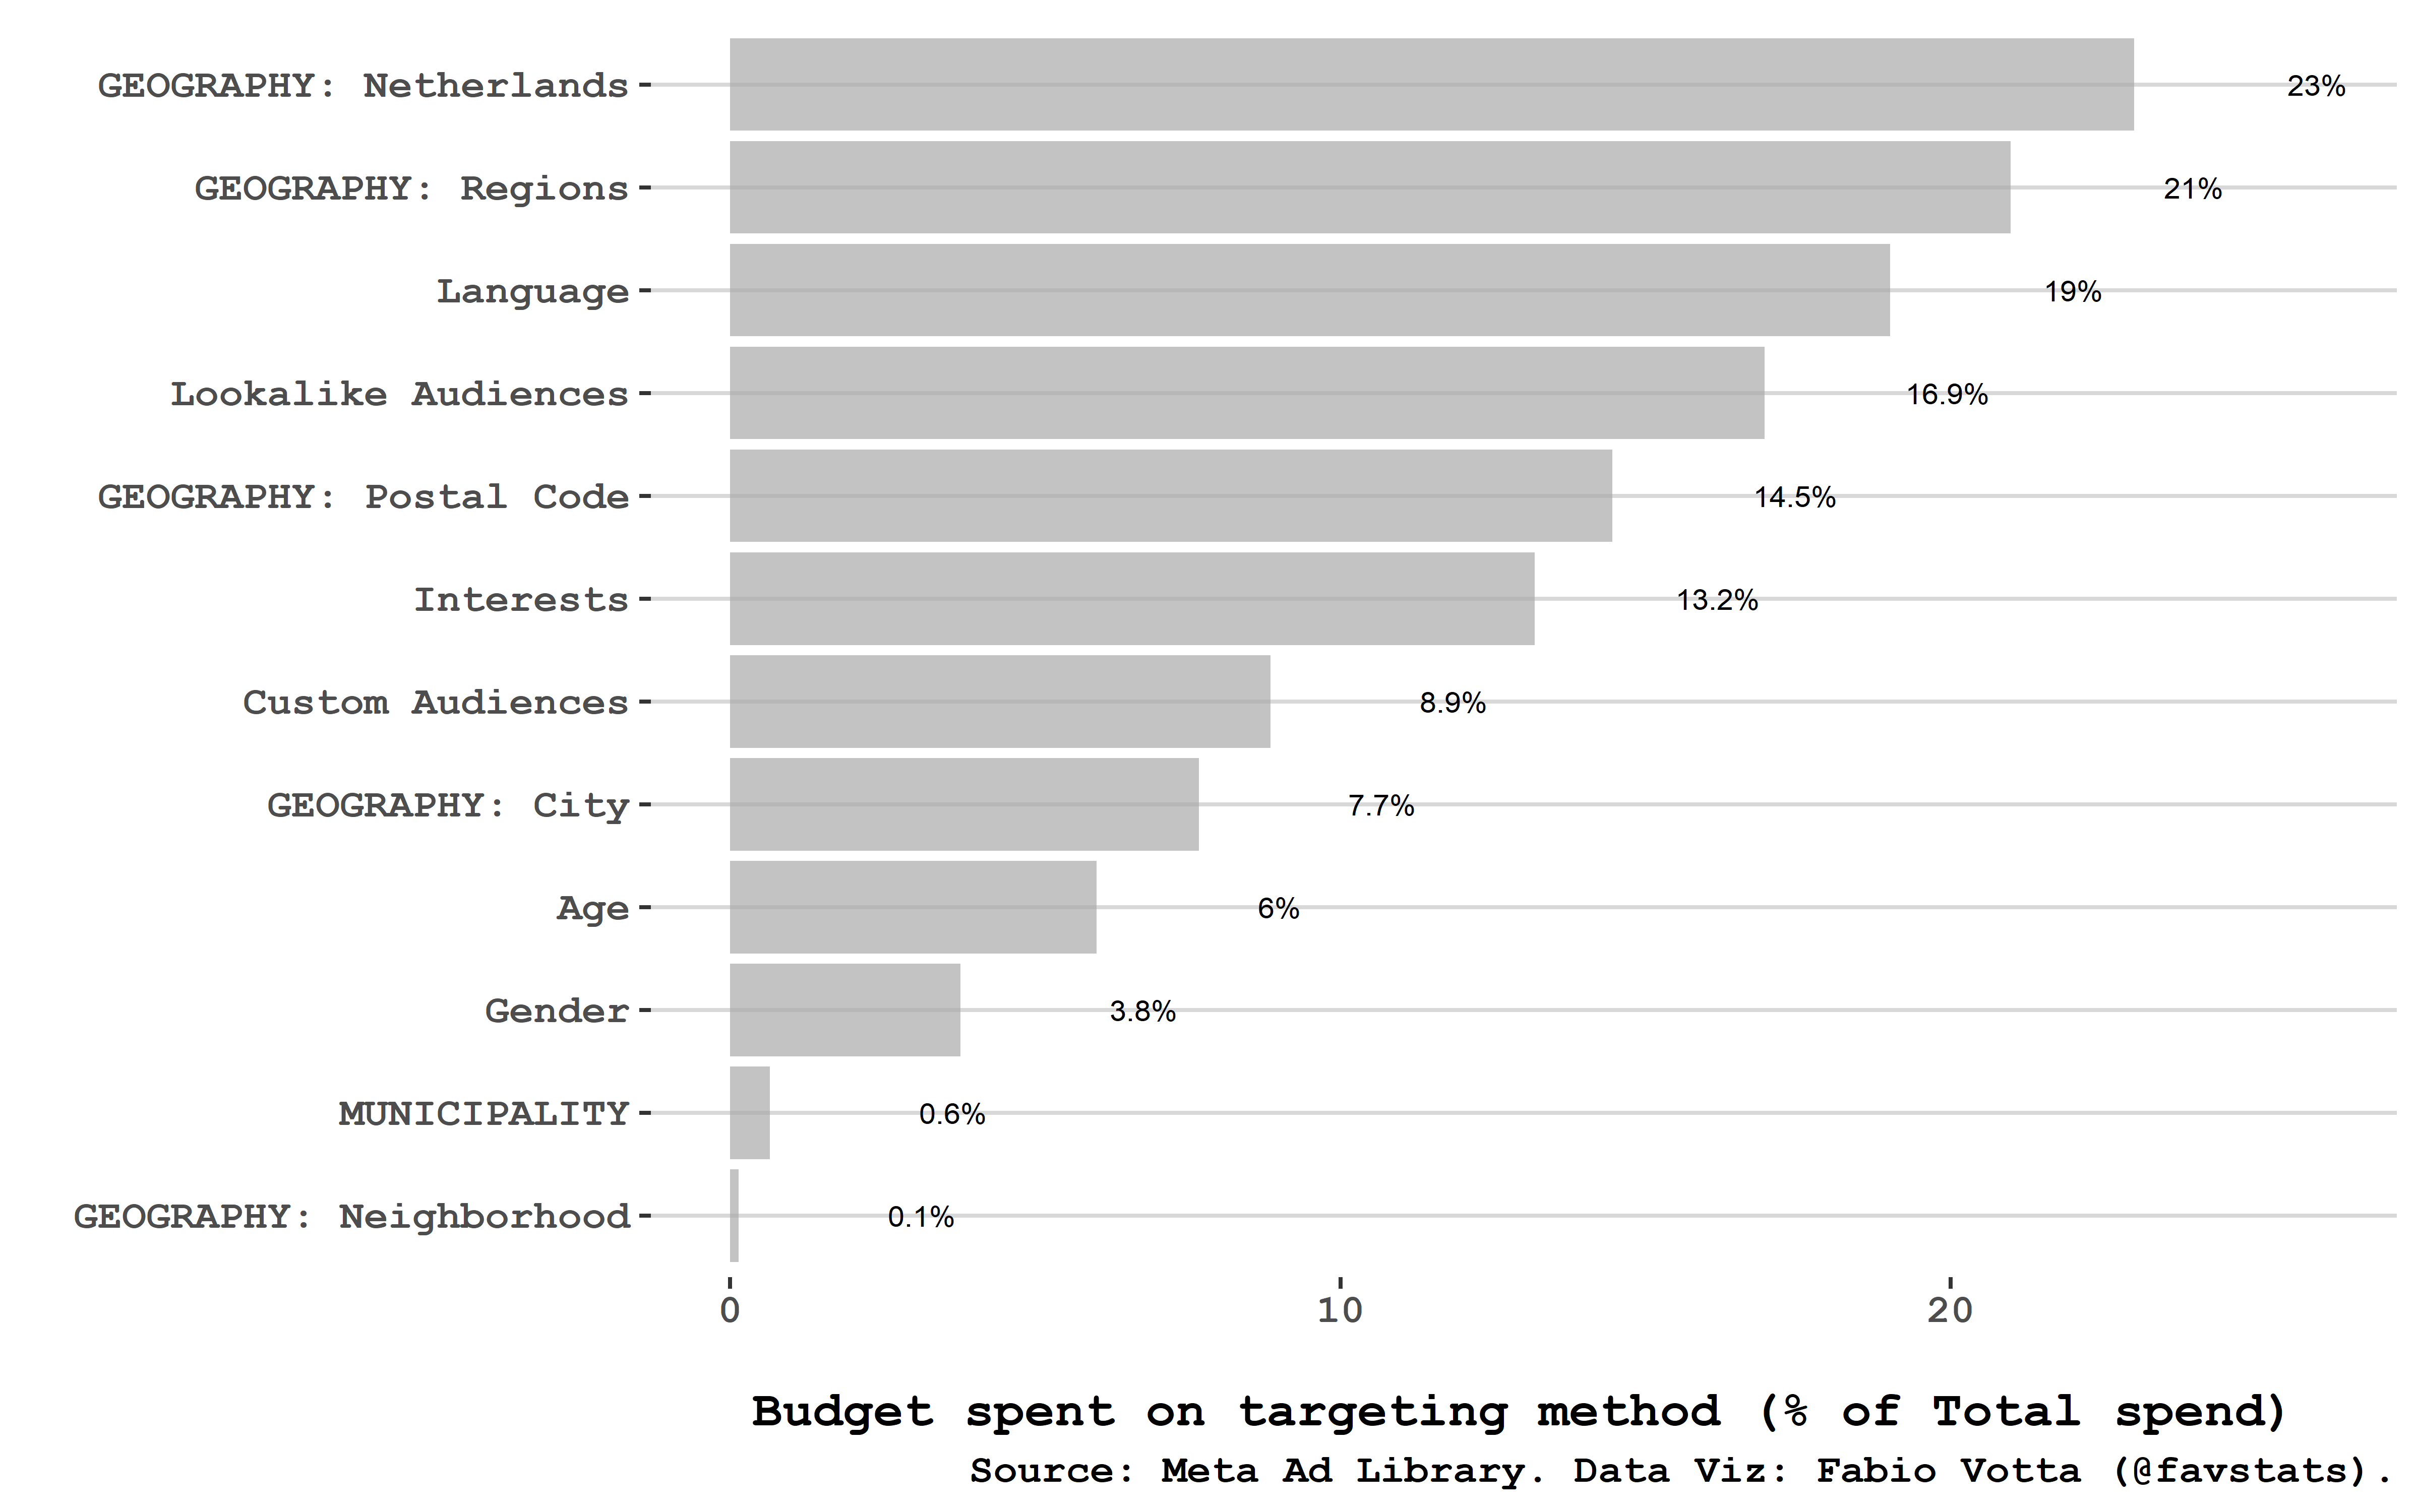 GEOGRAPHY: Netherlands 23%
GEOGRAPHY: Regions 21%
Language 19%
Lookalike Audiences 16.9%
GEOGRAPHY: Postal Code 14.5%
Interests 13.2%
Custom Audiences 8.9%
GEOGRAPHY: City 7.7%
Age 6%
Gender 3.8%
MUNICIPALITY 0.6%
GEOGRAPHY: Neighborhood 0.1%
0 10 20
Budget spent on targeting method (% of Total spend)
Source: Meta Ad Library. Data Viz: Fabio Votta (@favstats).